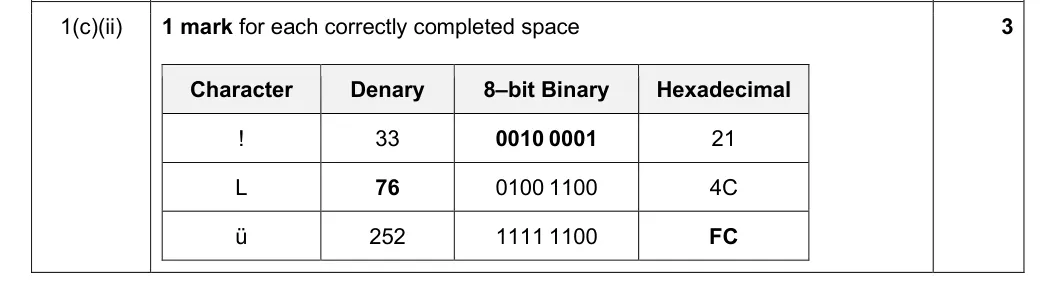 1(c)(ii) 1 mark for each correctly completed space 3
Character Denary 8–bit Binary Hexadecimal
! 33 0010 0001 21
L 76 0100 1100 4C
ü 252 1111 1100 FC